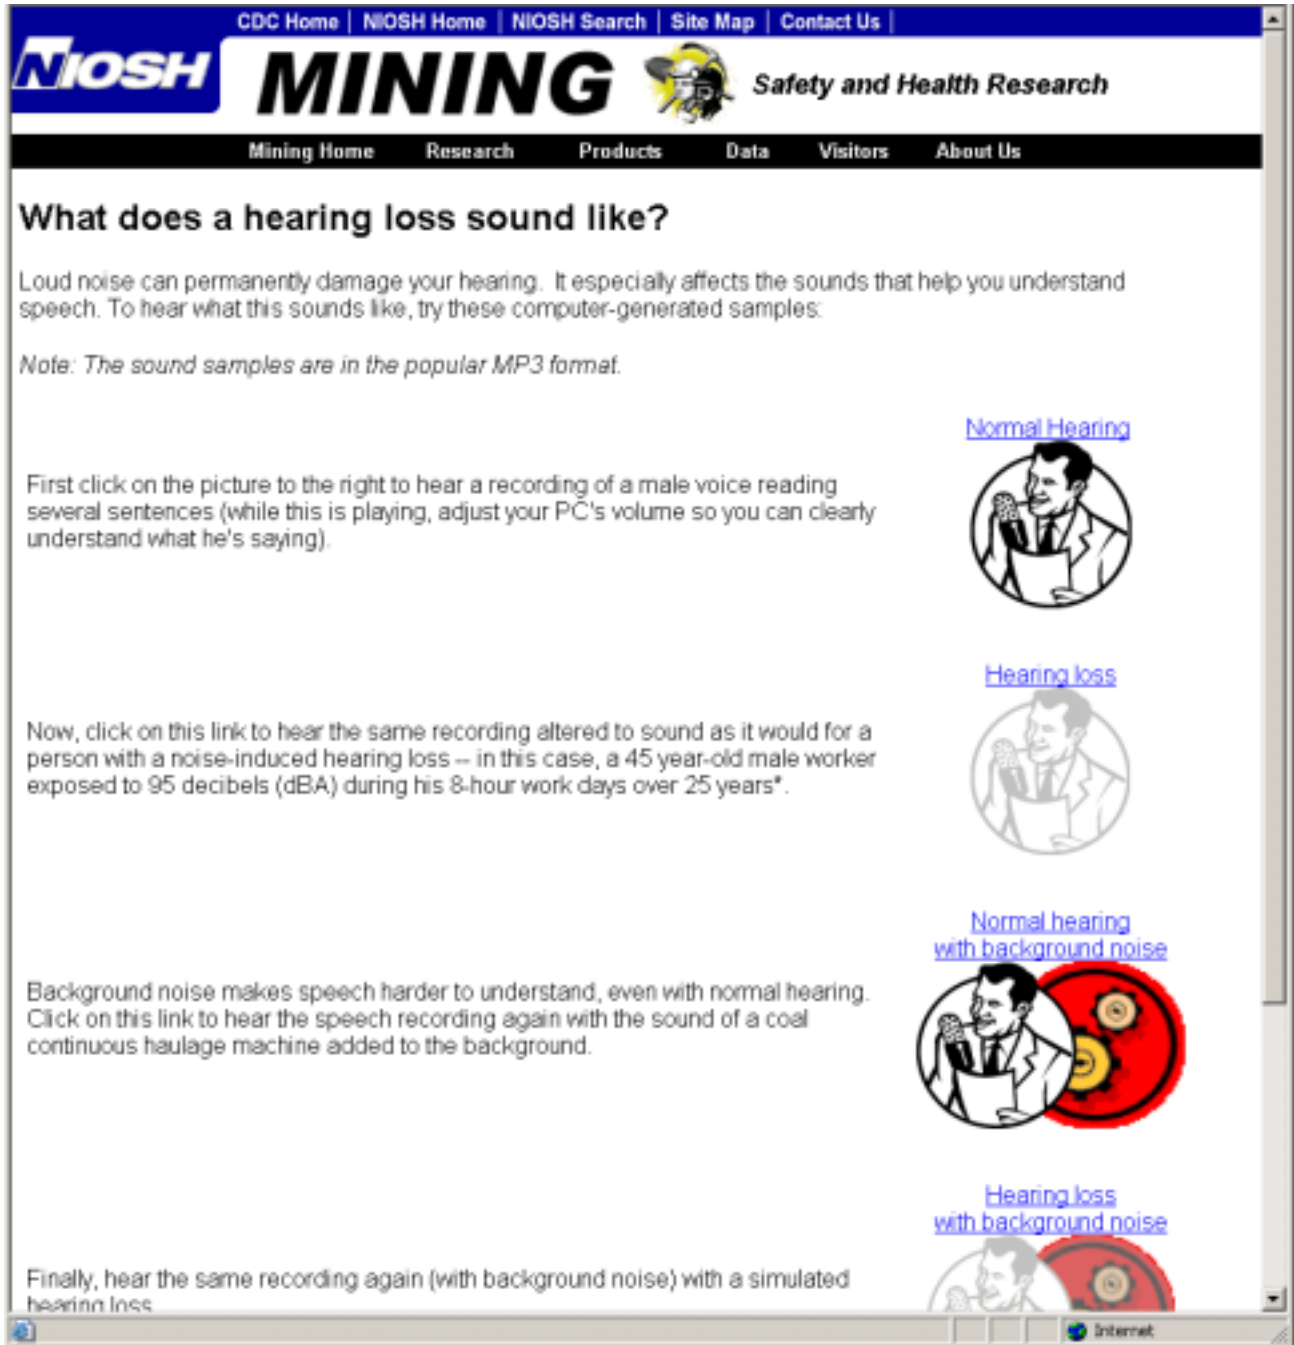 CDC Home | NIOSH Home | NIOSH Search | Site Map | Contact Us |
NIOSH MINING Safety and Health Research
Mining Home Research Products Data Visitors About Us
What does a hearing loss sound like?
Loud noise can permanently damage your hearing. It especially affects the sounds that help you understand
speech. To hear what this sounds like, try these computer-generated samples:
Note: The sound samples are in the popular MP3 format.
Normal Hearing
First click on the picture to the right to hear a recording of a male voice reading
several sentences (while this is playing, adjust your PC's volume so you can clearly
understand what he's saying).
Hearing loss
Now, click on this link to hear the same recording altered to sound as it would for a
person with a noise-induced hearing loss -- in this case, a 45 year-old male worker
exposed to 95 decibels (dBA) during his 8-hour work days over 25 years*.
Normal hearing
with background noise
Background noise makes speech harder to understand, even with normal hearing.
Click on this link to hear the speech recording again with the sound of a coal
continuous haulage machine added to the background.
Hearing loss
with background noise
Finally, hear the same recording again (with background noise) with a simulated
hearing loss
Internet